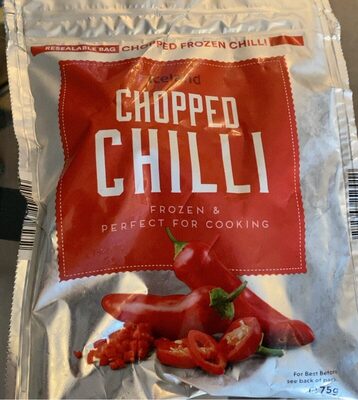 RESEALABLE BAG CHOPPED FROZEN CHILLI
Iceland
CHOPPED
CHILLI
FROZEN &
PERFECT FOR COOKING
For Best Before
see back of pack
75g